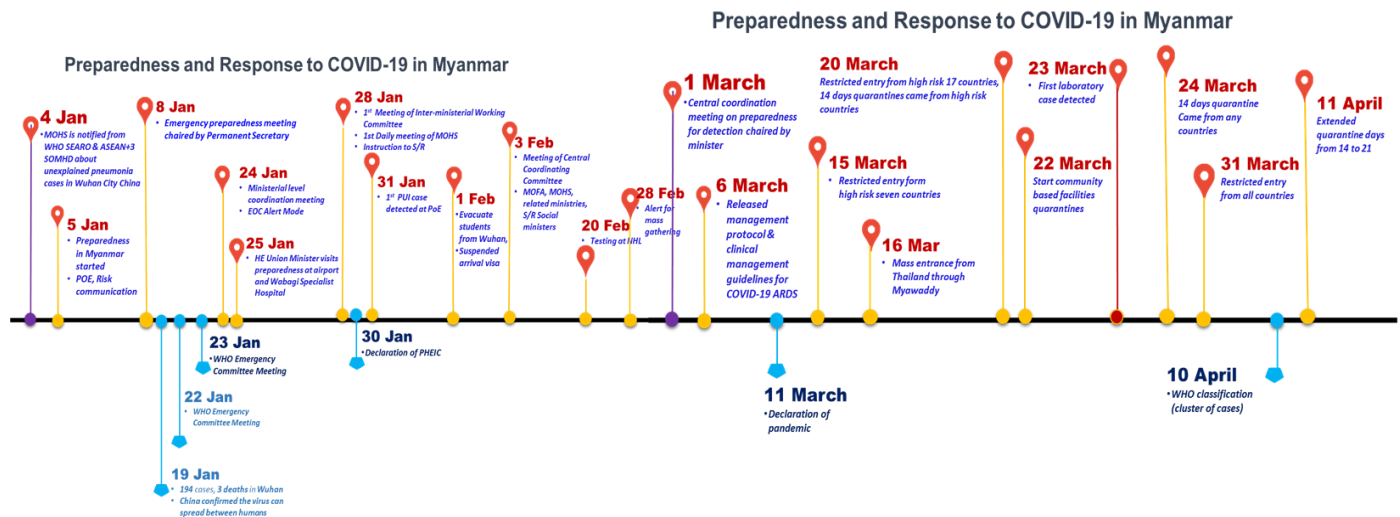 Preparedness and Response to COVID-19 in Myanmar
4 Jan
•MOHS is notified from
WHO SEARO & ASEAN+3
SOMHD about
unexplained pneumonia
cases in Wuhan City China
5 Jan
• Preparedness
in Myanmar
started
• POE, Risk
communication
8 Jan
• Emergency preparedness meeting
chaired by Permanent Secretary
19 Jan
• 194 cases, 3 deaths in Wuhan
• China confirmed the virus can
spread between humans
22 Jan
• WHO Emergency
Committee Meeting
23 Jan
•WHO Emergency
Committee Meeting
24 Jan
• Ministerial level
coordination meeting
• EOC Alert Mode
25 Jan
• HE Union Minister visits
preparedness at airport
and Wabagi Specialist
Hospital
28 Jan
• 1st Meeting of Inter-ministerial Working
Committee
• 1st Daily meeting of MOHS
• Instruction to S/R
30 Jan
•Declaration of PHEIC
31 Jan
• 1st PUI case
detected at PoE
1 Feb
•Evacuate
students
from Wuhan,
•Suspended
arrival visa
3 Feb
• Meeting of Central
Coordinating
Committee
• MOFA, MOHS,
related ministries,
S/R Social
ministers
20 Feb
• Testing at NHL
28 Feb
• Alert for
mass
gathering
Preparedness and Response to COVID-19 in Myanmar
1 March
•Central coordination
meeting on preparedness
for detection chaired by
minister
6 March
• Released
management
protocol &
clinical
management
guidelines for
COVID-19 ARDS
11 March
•Declaration of
pandemic
15 March
• Restricted entry form
high risk seven countries
16 Mar
• Mass entrance from
Thailand through
Myawaddy
20 March
Restricted entry from high risk 17 countries,
14 days quarantines came from high risk
countries
22 March
Start community
based facilities
quarantines
23 March
• First laboratory
case detected
24 March
14 days quarantine
Came from any
countries
31 March
Restricted entry
from all countries
10 April
•WHO classification
(cluster of cases)
11 April
Extended
quarantine days
from 14 to 21